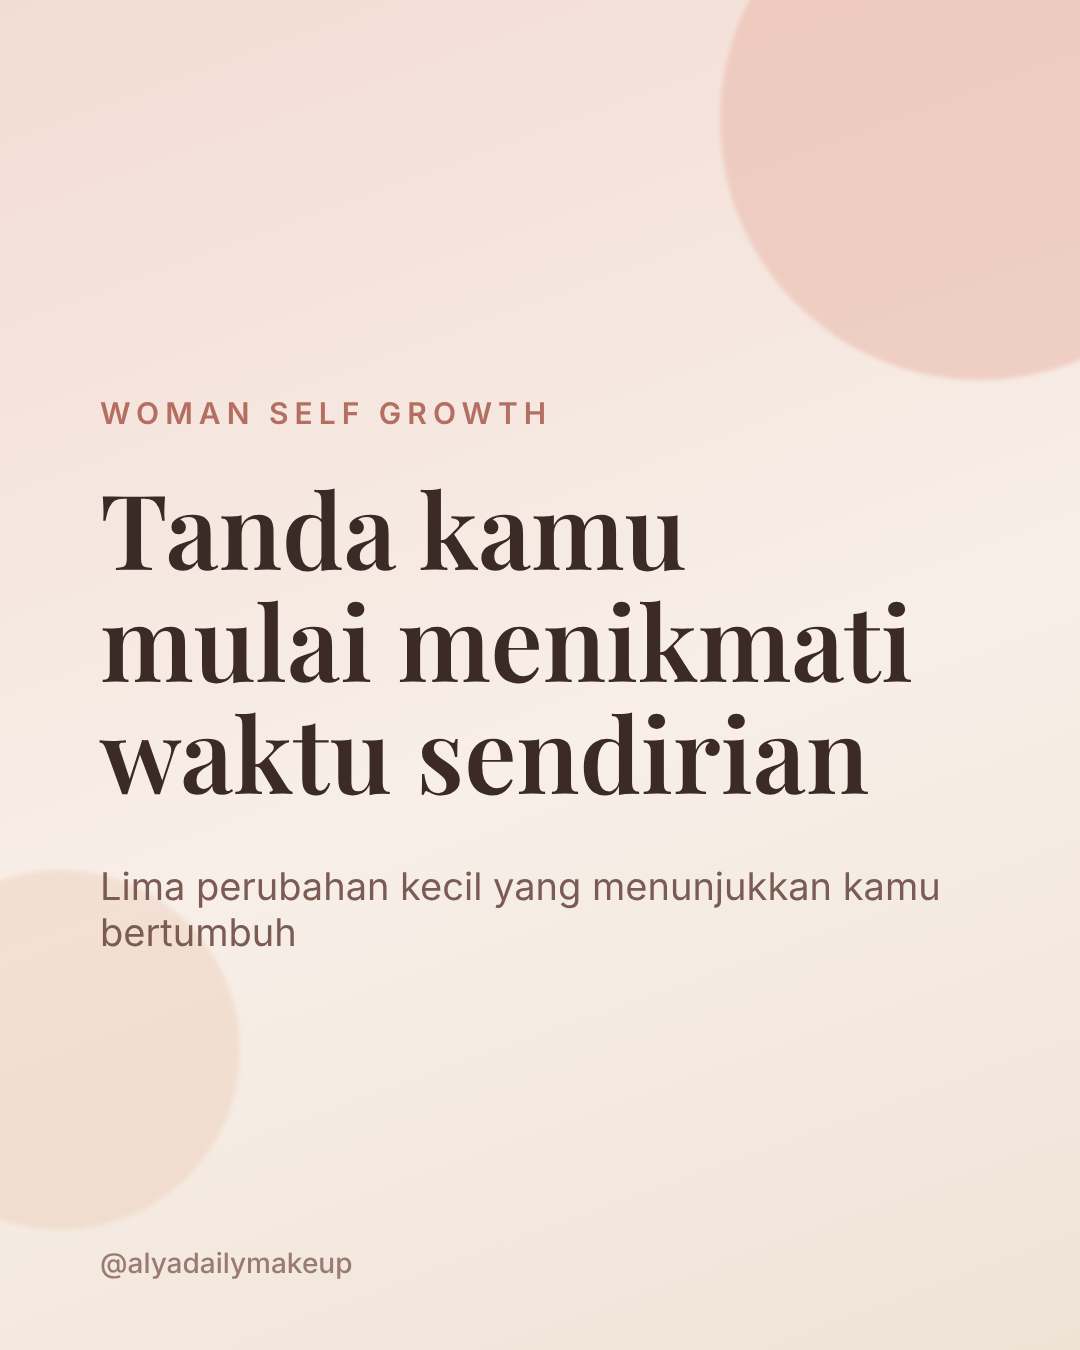 WOMAN SELF GROWTH
Tanda kamu
mulai menikmati
waktu sendirian
Lima perubahan kecil yang menunjukkan kamu
bertumbuh
@alyadailymakeup